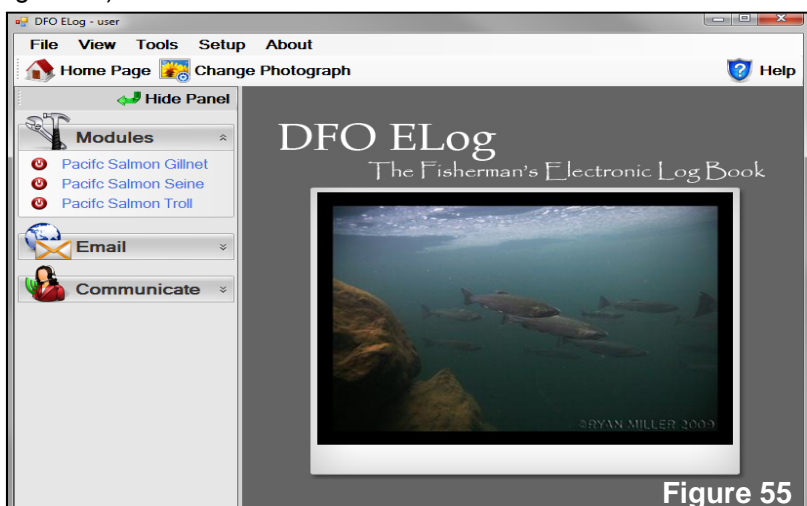 DFO ELog - user
File View Tools Setup About
Home Page Change Photograph Help
Hide Panel
Modules
Pacifc Salmon Gillnet
Pacifc Salmon Seine
Pacifc Salmon Troll
Email
Communicate
DFO ELog
The Fisherman's Electronic Log Book
©RYAN MILLER 2009
Figure 55